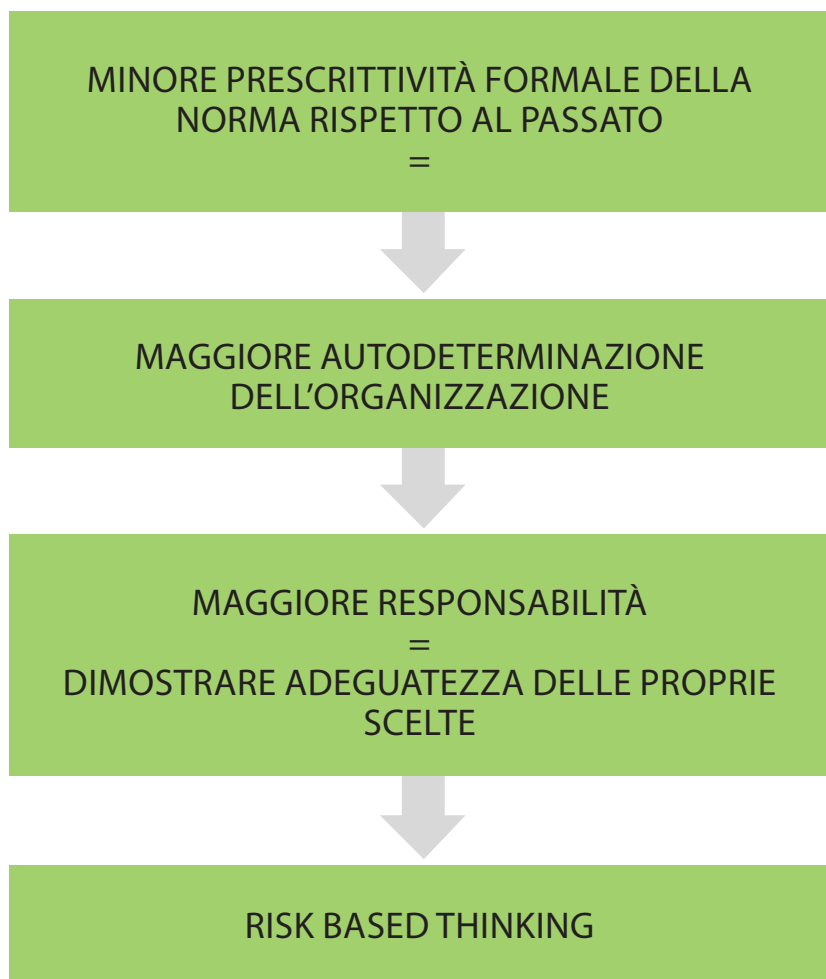 MINORE PRESCRITTIVITÀ FORMALE DELLA
NORMA RISPETTO AL PASSATO
=
MAGGIORE AUTODETERMINAZIONE
DELL’ORGANIZZAZIONE
MAGGIORE RESPONSABILITÀ
=
DIMOSTRARE ADEGUATEZZA DELLE PROPRIE
SCELTE
RISK BASED THINKING